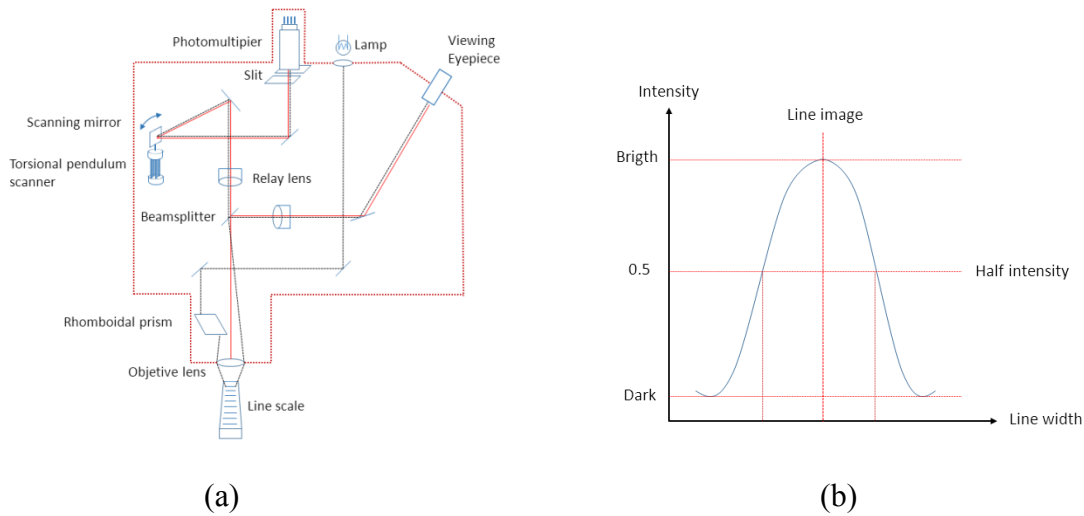 Photomultipier
Lamp
Viewing
Eyepiece
Slit
Scanning mirror
Torsional pendulum
scanner
Relay lens
Beamsplitter
Rhomboidal prism
Objetive lens
Line scale
(a)
Intensity
Line image
Brigth
0.5
Half intensity
Dark
Line width
(b)